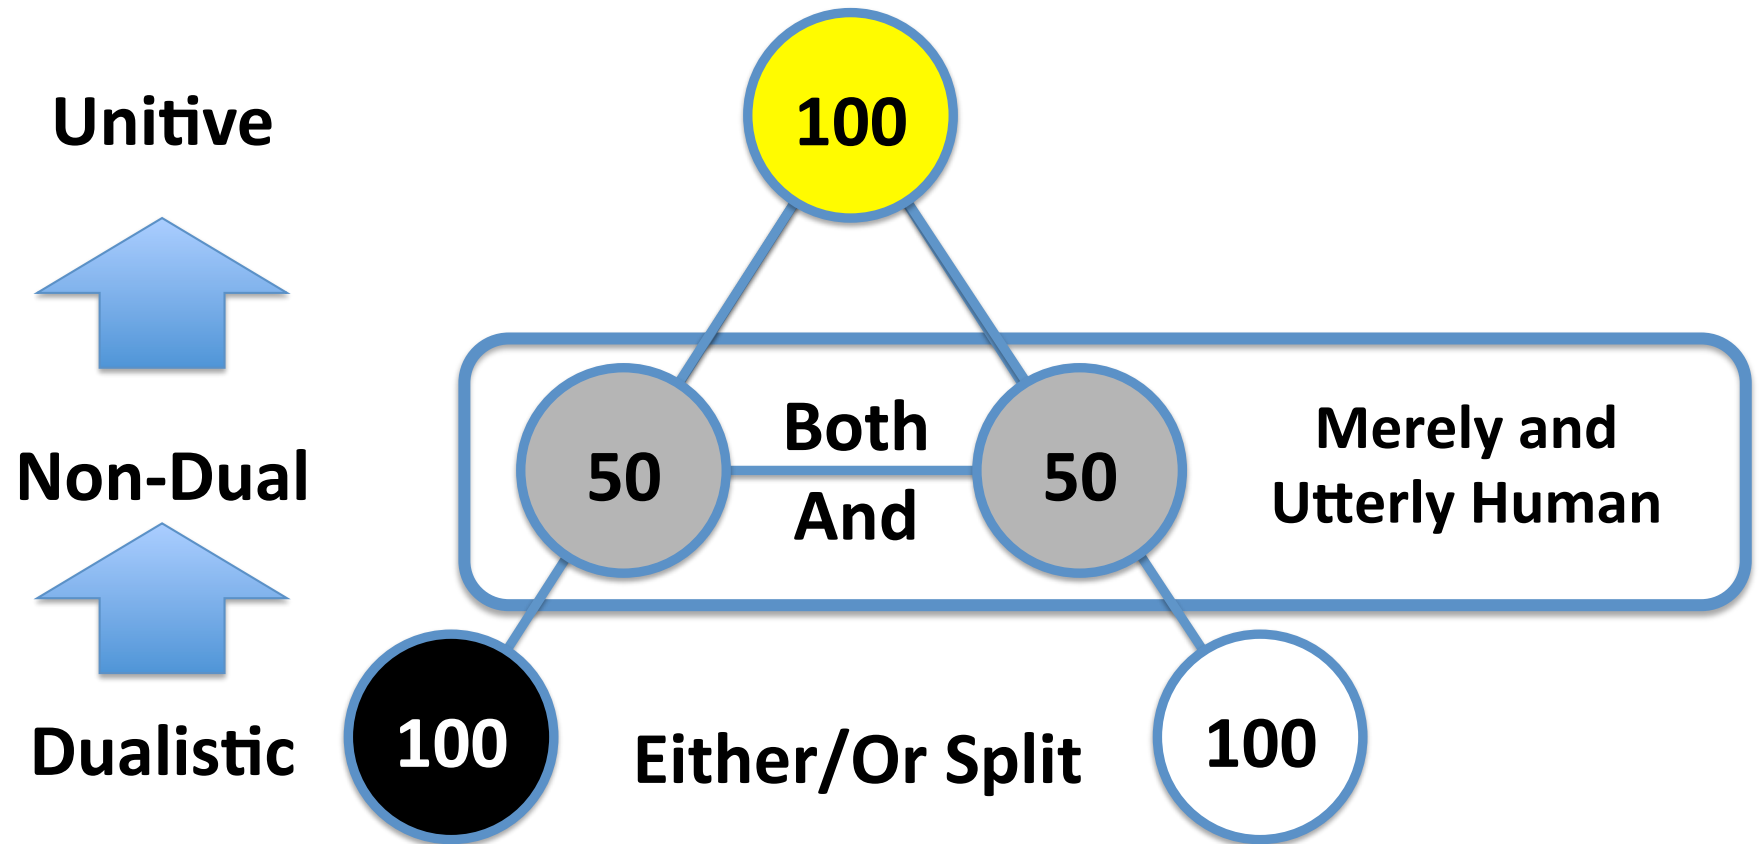 Unitive
100
Non-Dual
50
Both
And
50
Merely and
Utterly Human
Dualistic
100
Either/Or Split
100